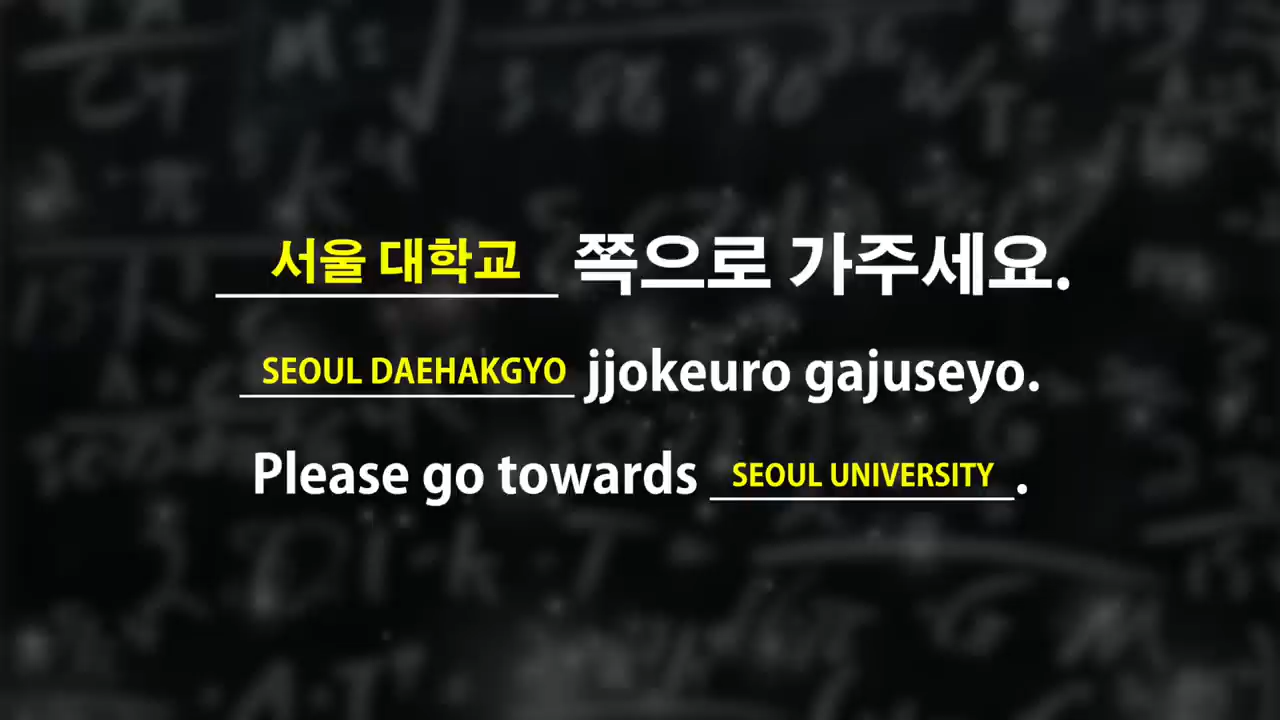 서울 대학교 쪽으로 가주세요.
SEOUL DAEHAKGYO jjokeuro gajuseyo.
Please go towards SEOUL UNIVERSITY.